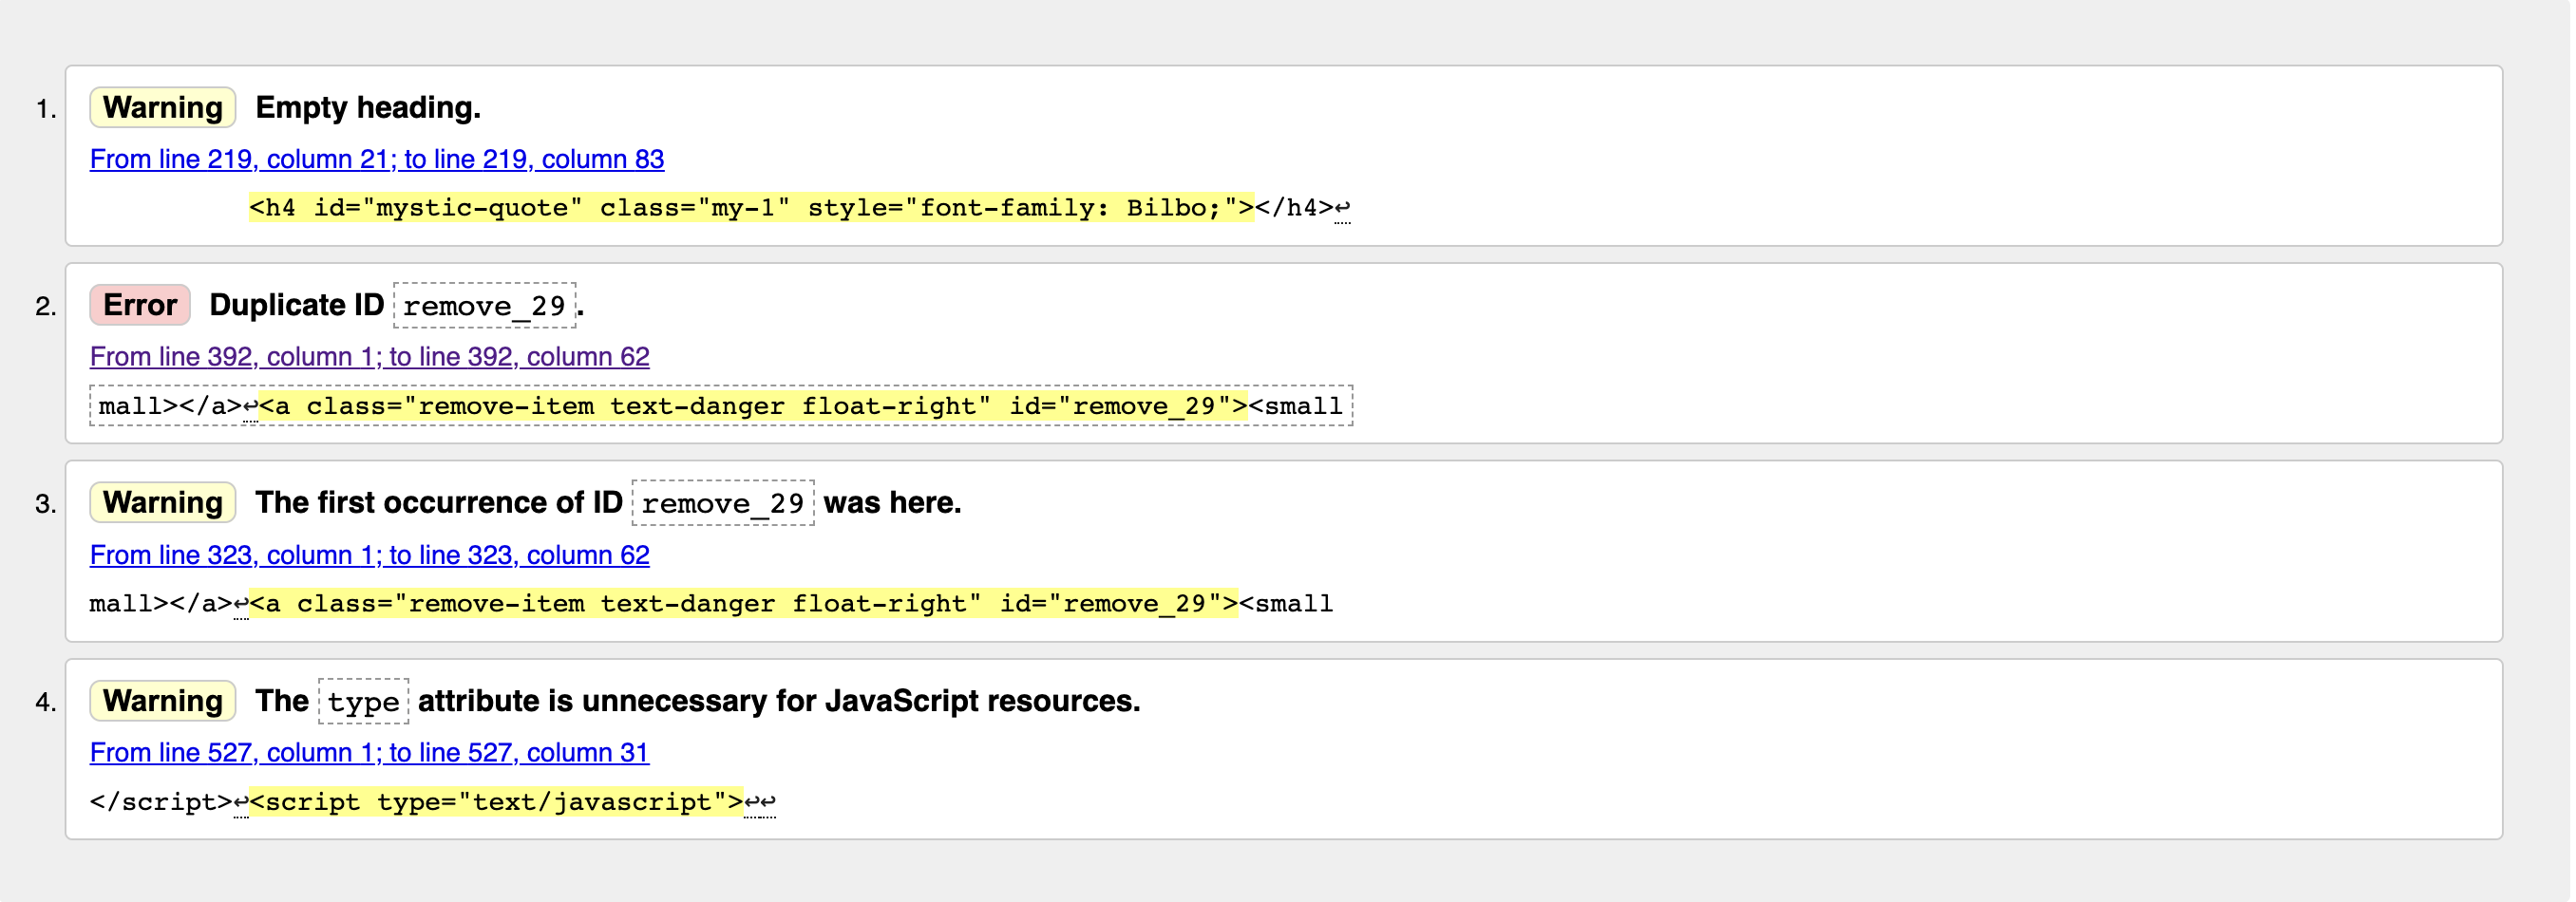 1. Warning Empty heading.
From line 219, column 21; to line 219, column 83
<h4 id="mystic-quote" class="my-1" style="font-family: Bilbo;"></h4>↩
2. Error Duplicate ID remove_29.
From line 392, column 1; to line 392, column 62
mall></a>↩<a class="remove-item text-danger float-right" id="remove_29"><small
3. Warning The first occurrence of ID remove_29 was here.
From line 323, column 1; to line 323, column 62
mall></a>↩<a class="remove-item text-danger float-right" id="remove_29"><small
4. Warning The type attribute is unnecessary for JavaScript resources.
From line 527, column 1; to line 527, column 31
</script>↩<script type="text/javascript">↩↩